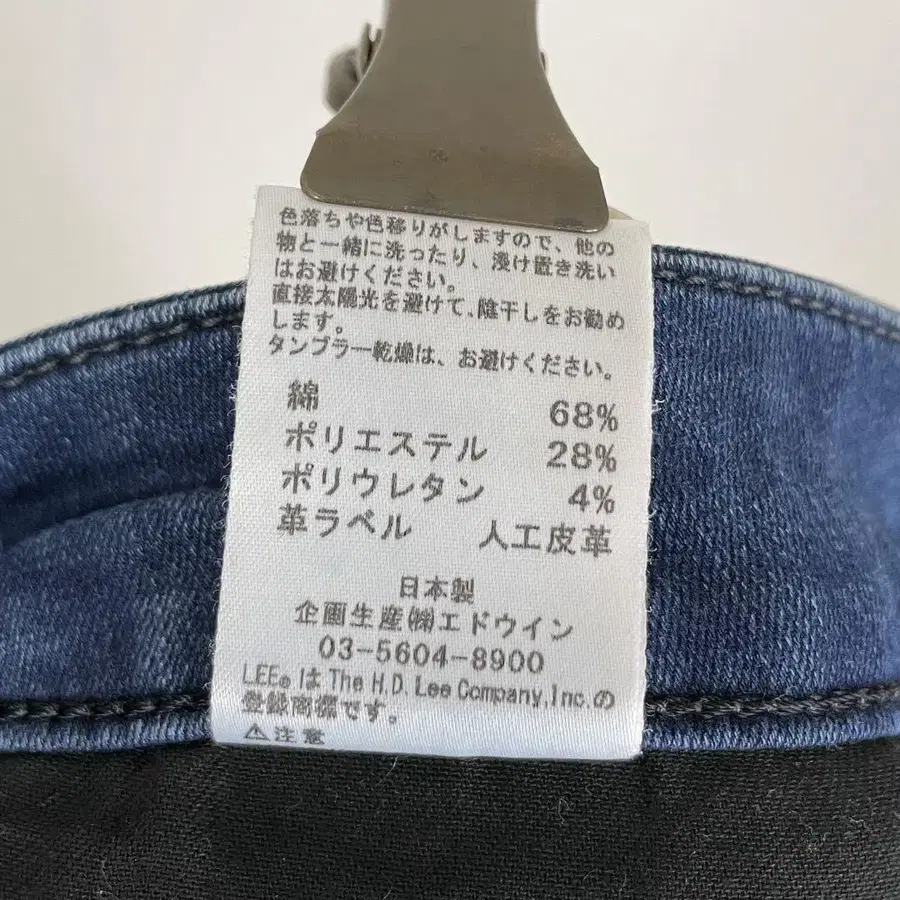 色落ちや色移りがしますので、他の
物と一緒に洗ったり、浸け置き洗い
はお避けください。
直接太陽光を避けて、陰干しをお勧め
します。
タンブラー乾燥は、お避けください。
綿 68%
ポリエステル 28%
ポリウレタン 4%
革ラベル 人工皮革
日本製
企画生産㈱エドウイン
03-5604-8900
LEE®は The H.D. Lee Company, Inc.の
登録商標です。
⚠注意